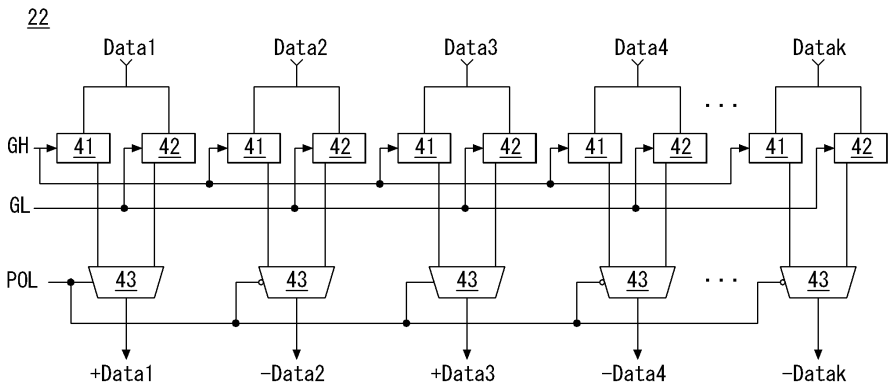 22
Data1 Data2 Data3 Data4 Datak
...
GH 41 42 41 42 41 42 41 42 41 42
GL
POL 43 43 43 43 ... 43
+Data1 -Data2 +Data3 -Data4 -Datak